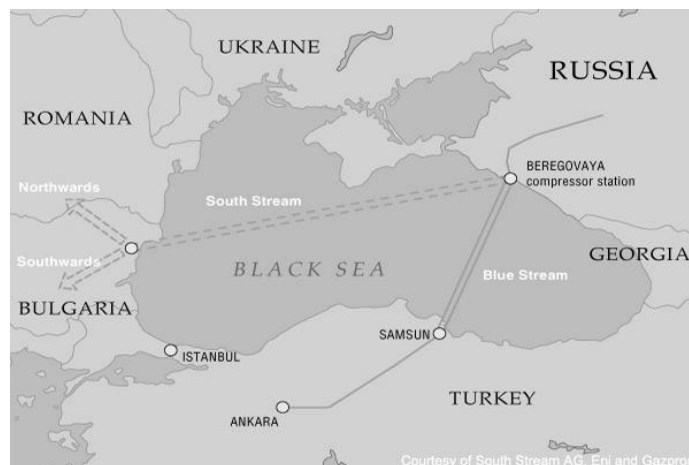 UKRAINE
RUSSIA
ROMANIA
BEREGOVAYA
compressor station
Northwards
South Stream
GEORGIA
Southwards
BLACK SEA
Blue Stream
BULGARIA
SAMSUN
ISTANBUL
TURKEY
ANKARA
Courtesy of South Stream AG, Eni and Gazprom